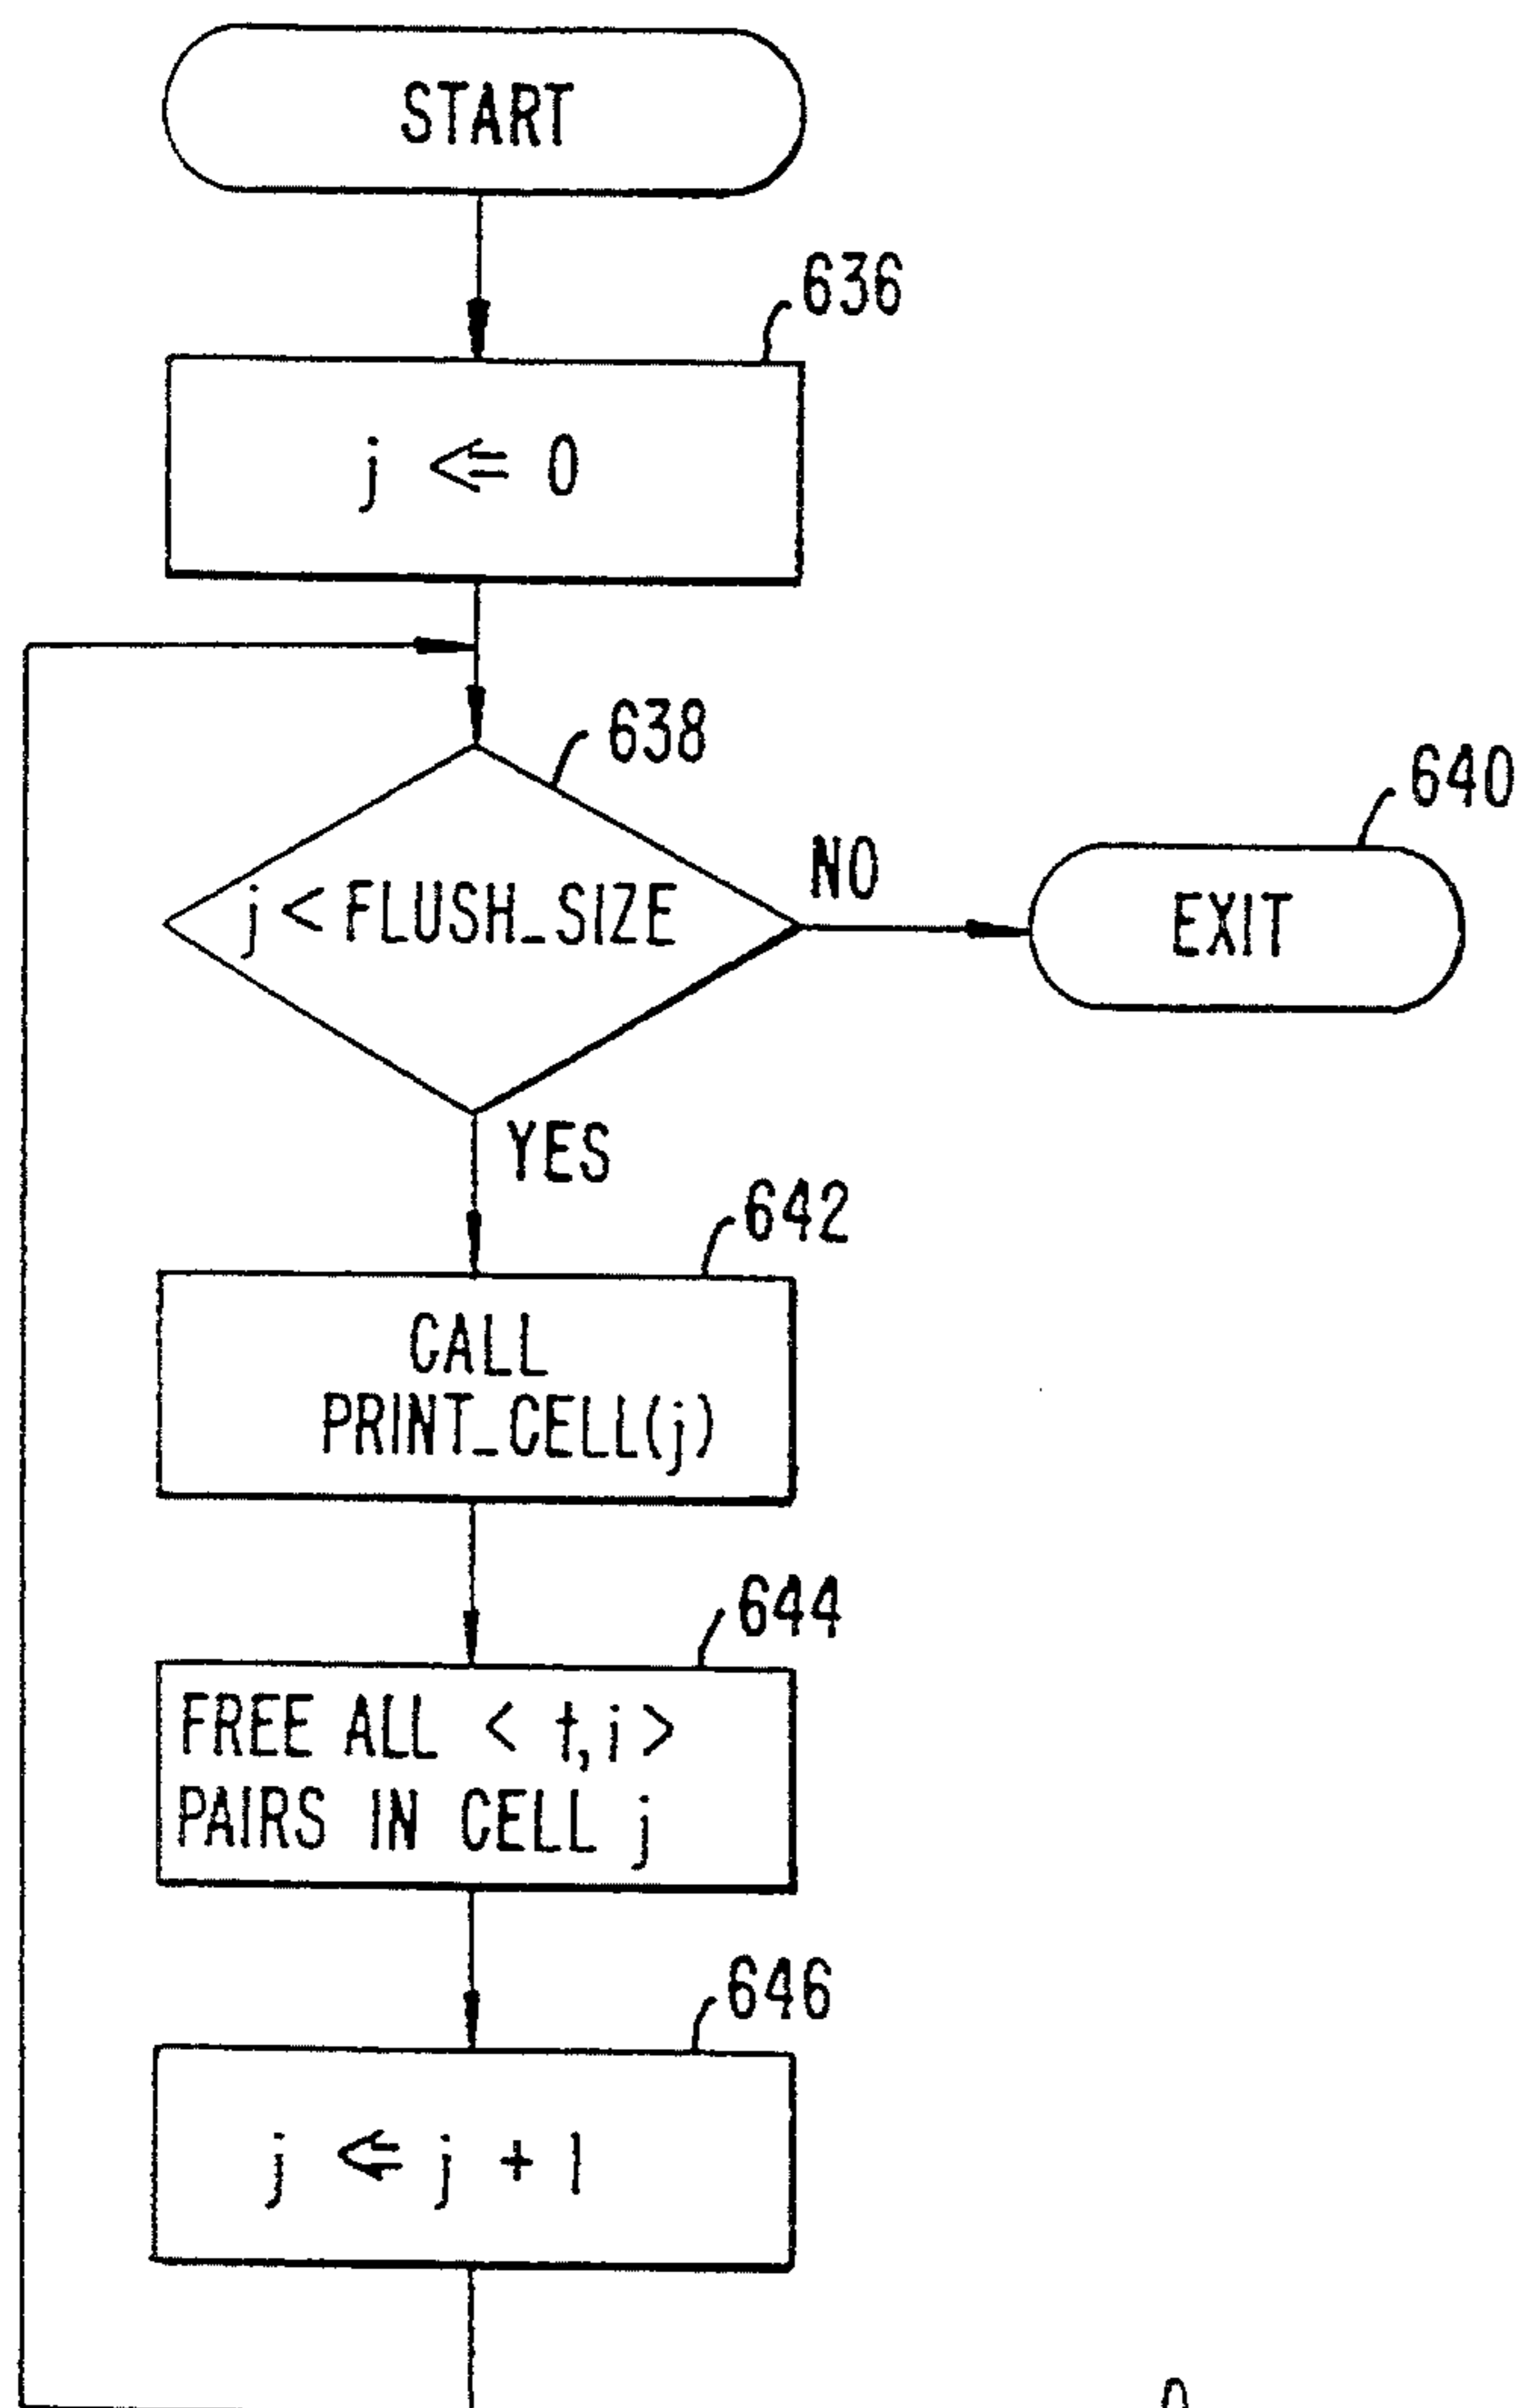 START
636
j <= 0
638
640
j < FLUSH_SIZE
NO
EXIT
YES
642
CALL
PRINT_CELL(j)
644
FREE ALL < t,i >
PAIRS IN CELL j
646
j <= j + 1